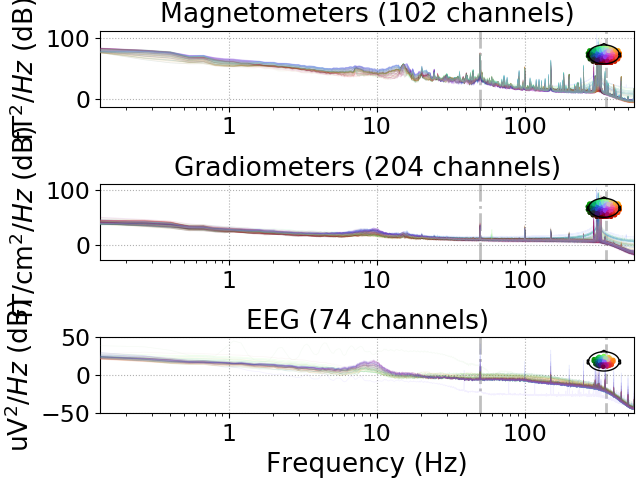 Magnetometers (102 channels)
100
0
1 10 100
Gradiometers (204 channels)
100
0
1 10 100
EEG (74 channels)
50
0
−50
1 10 100
Frequency (Hz)
uV²/Hz (dB)